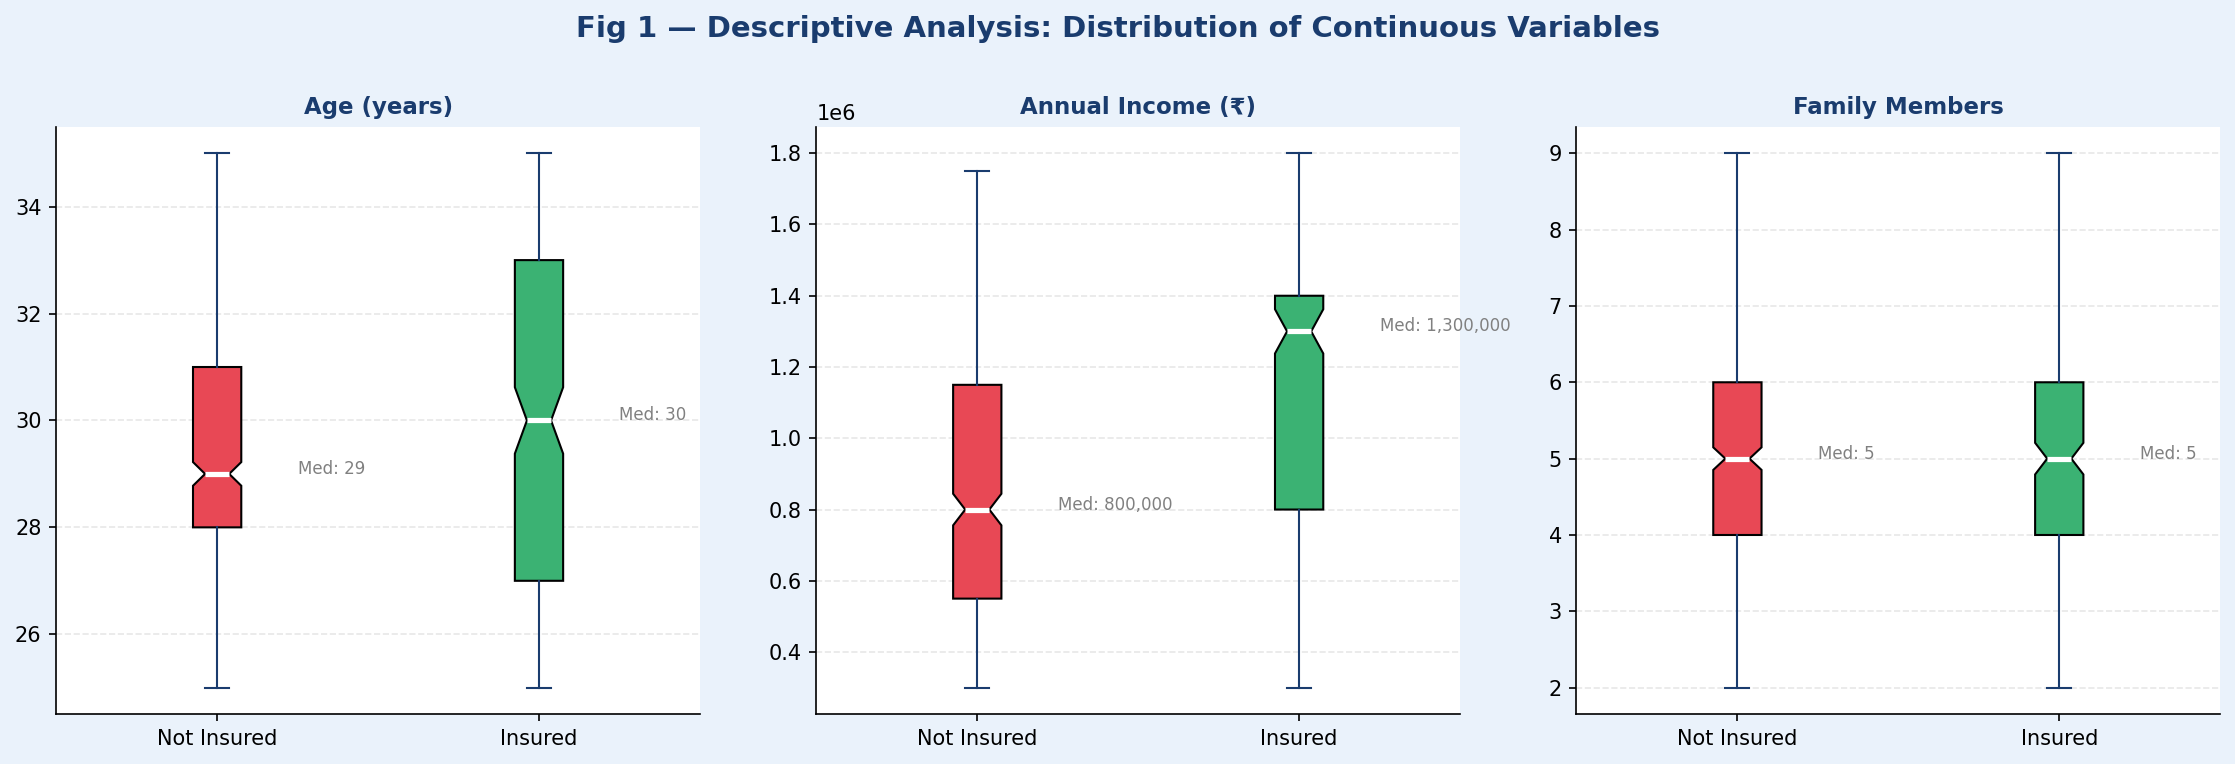 Fig 1 — Descriptive Analysis: Distribution of Continuous Variables
Age (years)
34
32
30
28
26
Med: 29
Med: 30
Not Insured
Insured
1e6
Annual Income (₹)
1.8
1.6
1.4
1.2
1.0
0.8
0.6
0.4
Med: 800,000
Med: 1,300,000
Not Insured
Insured
Family Members
9
8
7
6
5
4
3
2
Med: 5
Med: 5
Not Insured
Insured